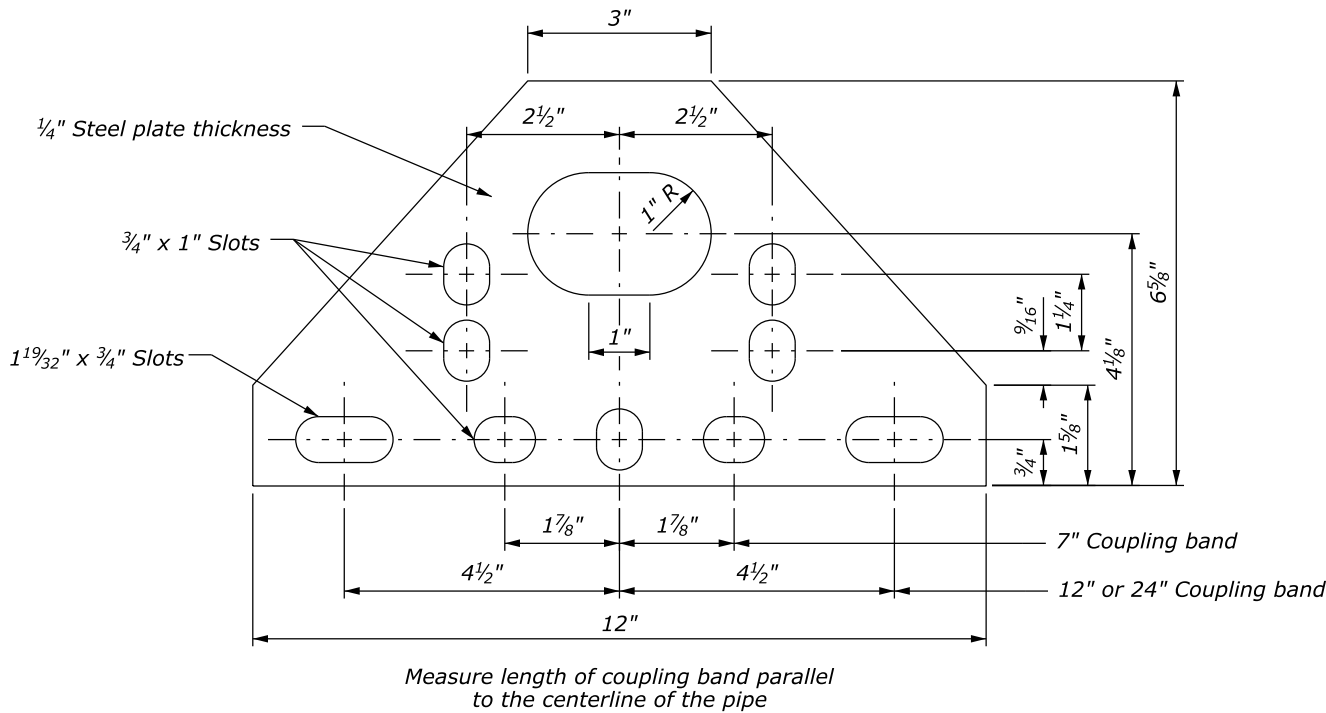 3"
¼" Steel plate thickness
2½"
2½"
1" R
¾" x 1" Slots
6⅝"
9/16"
1¼"
1"
4⅛"
1 19/32" x ¾" Slots
1⅝"
¾"
1⅞"
1⅞"
7" Coupling band
4½"
4½"
12" or 24" Coupling band
12"
Measure length of coupling band parallel
to the centerline of the pipe